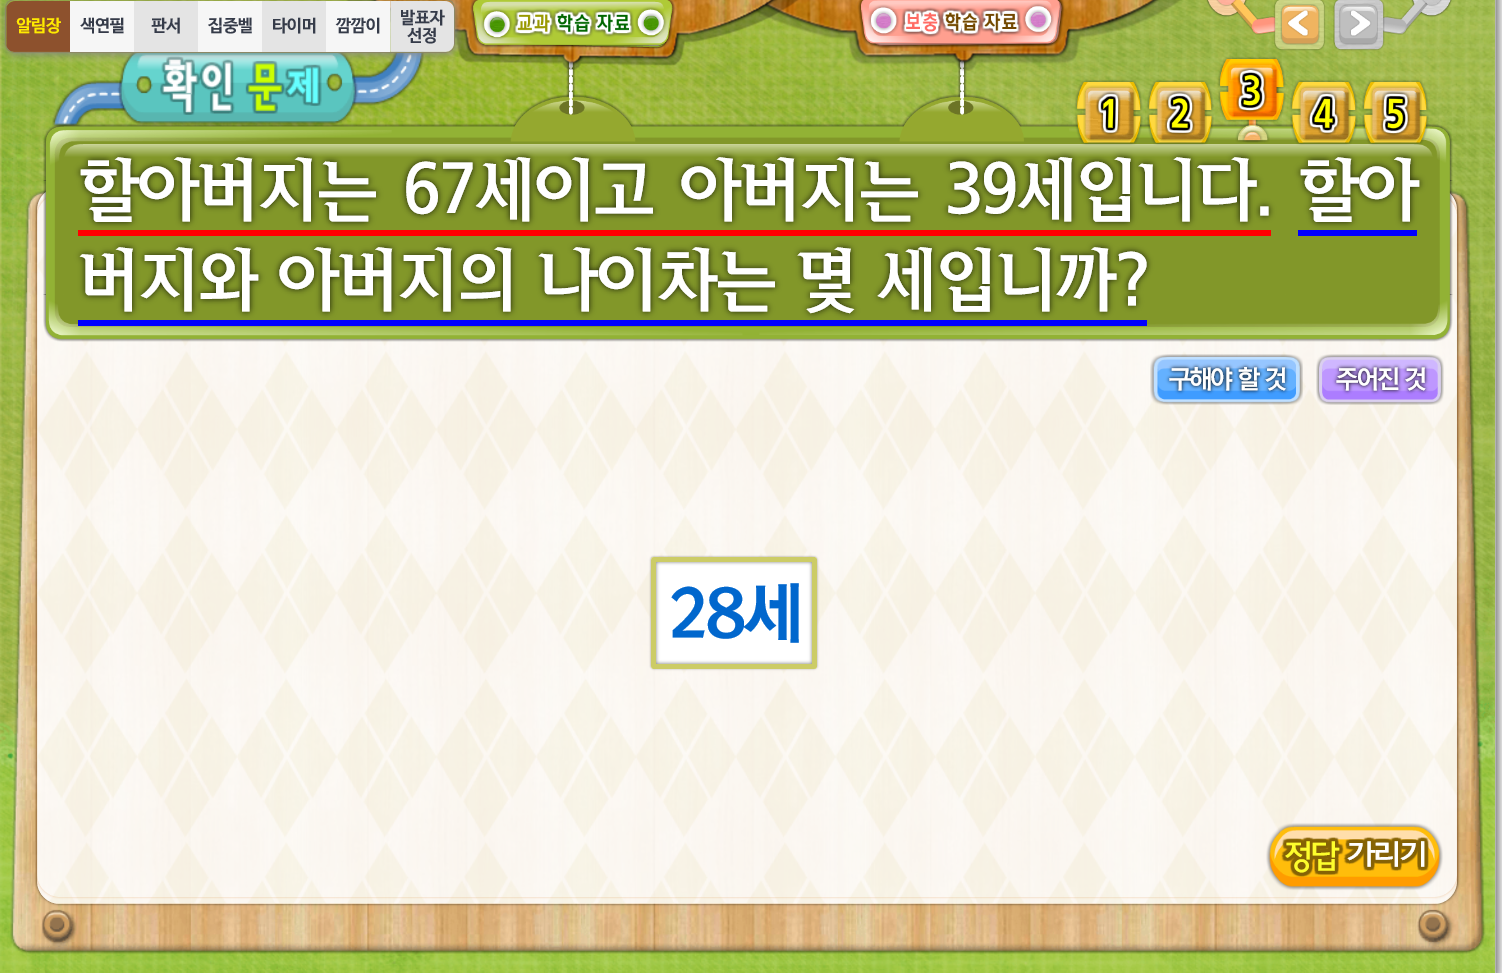 알림장 색연필 판서 집중벨 타이머 깜깜이 발표자 선정
교과 학습 자료
보충 학습 자료
확인 문제
1 2 3 4 5
할아버지는 67세이고 아버지는 39세입니다. 할아
버지와 아버지의 나이차는 몇 세입니까?
구해야 할 것 주어진 것
28세
정답 가리기